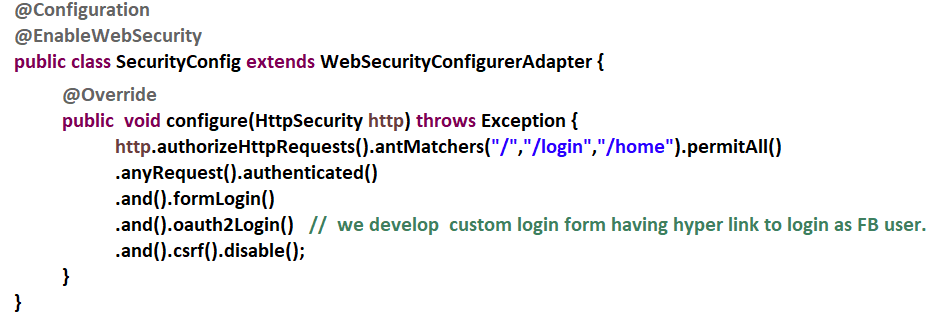 @Configuration
@EnableWebSecurity
public class SecurityConfig extends WebSecurityConfigurerAdapter {
@Override
public void configure(HttpSecurity http) throws Exception {
http.authorizeHttpRequests().antMatchers("/","/login","/home").permitAll()
.anyRequest().authenticated()
.and().formLogin()
.and().oauth2Login() // we develop custom login form having hyper link to login as FB user.
.and().csrf().disable();
}
}